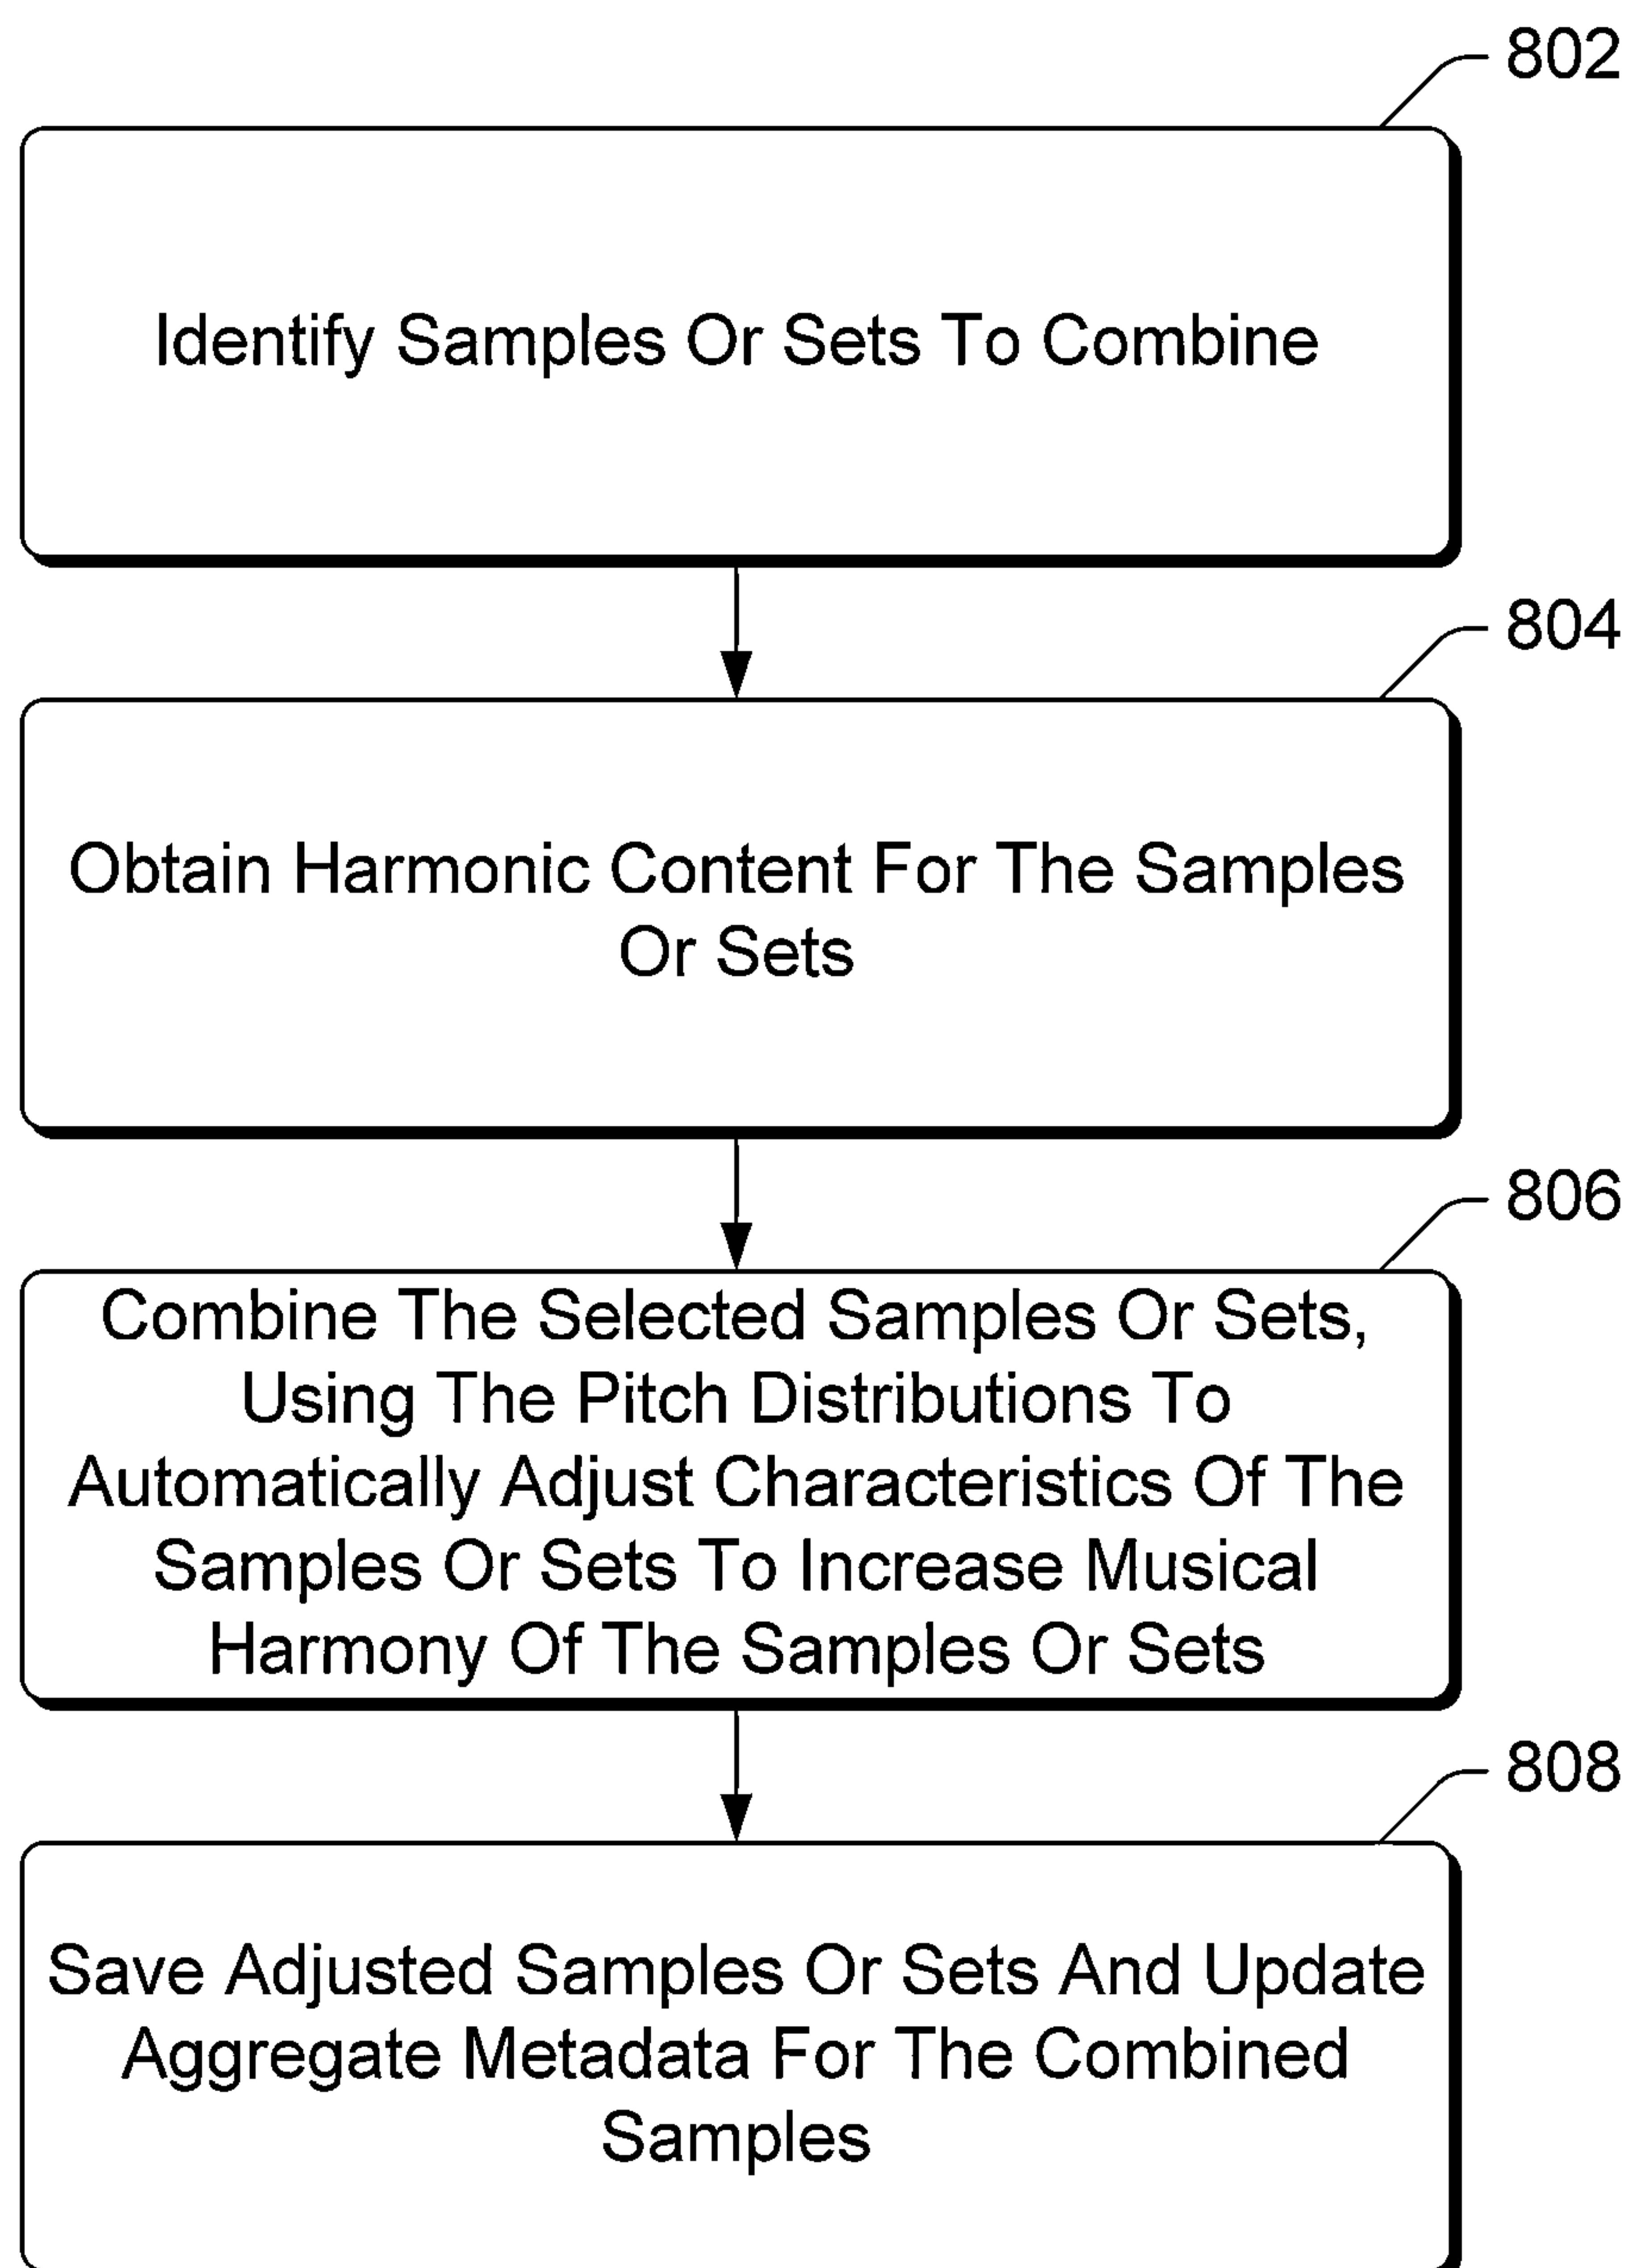 802
Identify Samples Or Sets To Combine
804
Obtain Harmonic Content For The Samples
Or Sets
806
Combine The Selected Samples Or Sets,
Using The Pitch Distributions To
Automatically Adjust Characteristics Of The
Samples Or Sets To Increase Musical
Harmony Of The Samples Or Sets
808
Save Adjusted Samples Or Sets And Update
Aggregate Metadata For The Combined
Samples